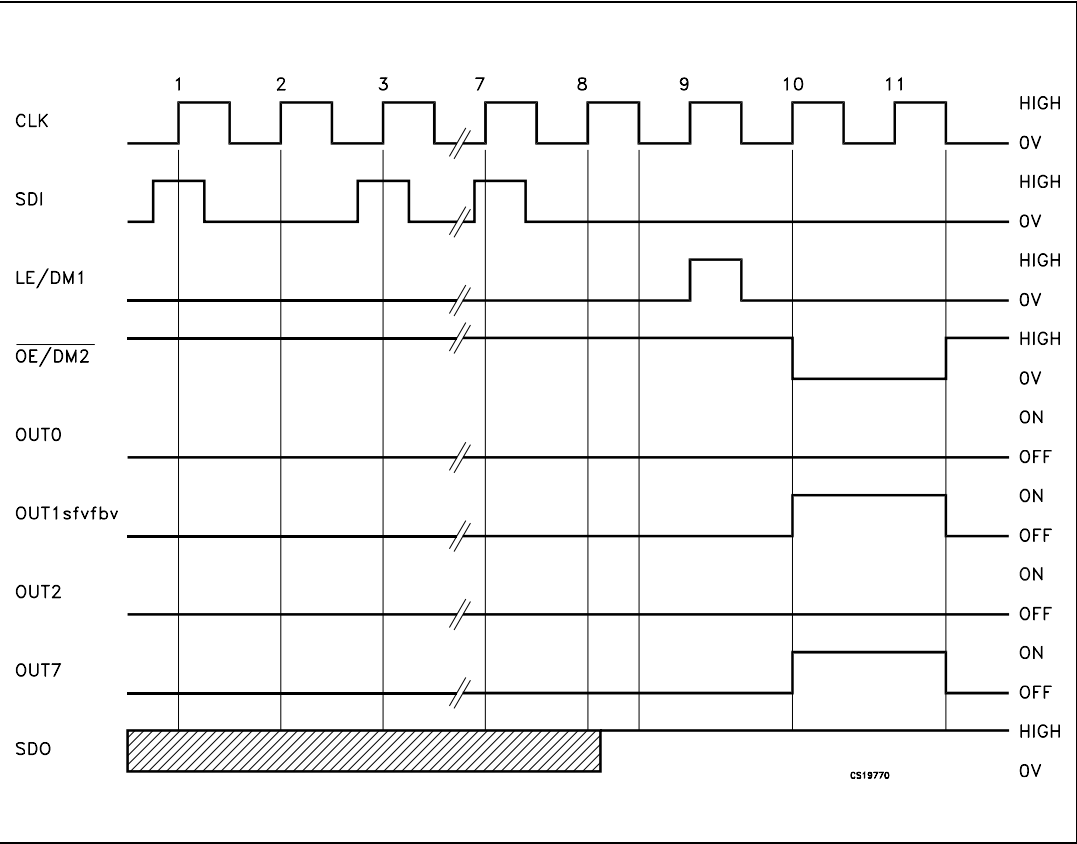 1 2 3 7 8 9 10 11
CLK HIGH
0V
SDI HIGH
0V
LE/DM1 HIGH
0V
OE/DM2 HIGH
0V
OUT0 ON
OFF
OUT1sfvfbv ON
OFF
OUT2 ON
OFF
OUT7 ON
OFF
SDO HIGH
0V
CS19770